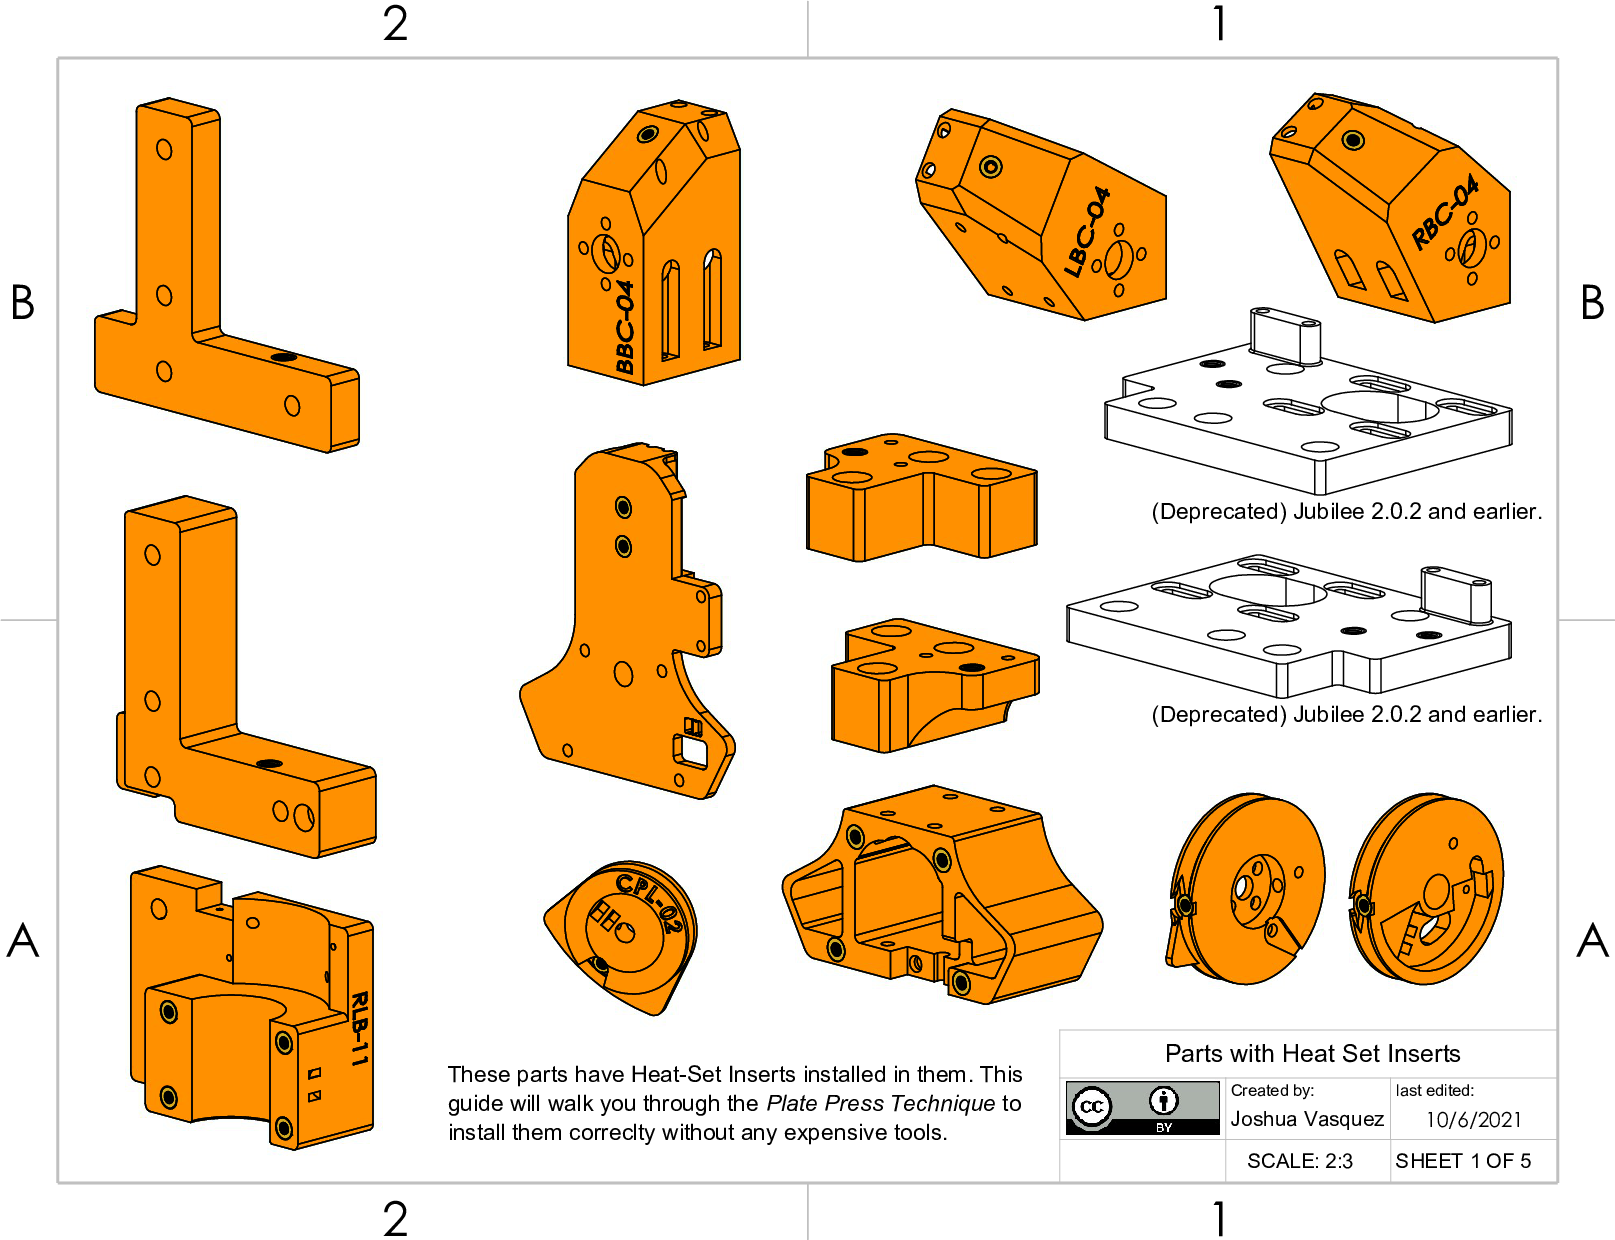 2
1
B
B
BBC-04
LBC-04
RBC-04
(Deprecated) Jubilee 2.0.2 and earlier.
(Deprecated) Jubilee 2.0.2 and earlier.
A
A
CPL-02
RLB-11
These parts have Heat-Set Inserts installed in them. This
guide will walk you through the Plate Press Technique to
install them correclty without any expensive tools.
Parts with Heat Set Inserts
cc
BY
Created by:
Joshua Vasquez
last edited:
10/6/2021
SCALE: 2:3
SHEET 1 OF 5
2
1